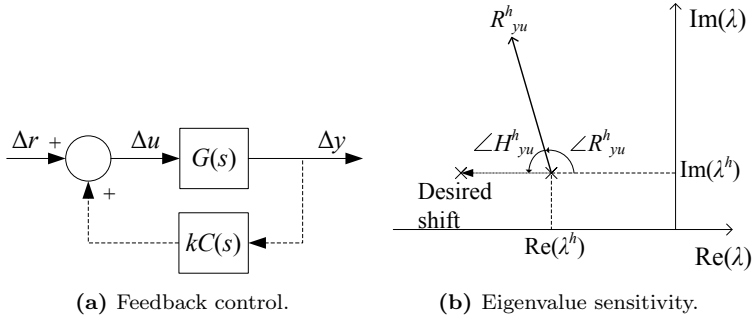 Δr +
Δu
G(s)
Δy
+
kC(s)
(a) Feedback control.
R^h_yu
Im(λ)
∠H^h_yu
∠R^h_yu
Im(λ^h)
Desired
shift
Re(λ^h)
Re(λ)
(b) Eigenvalue sensitivity.